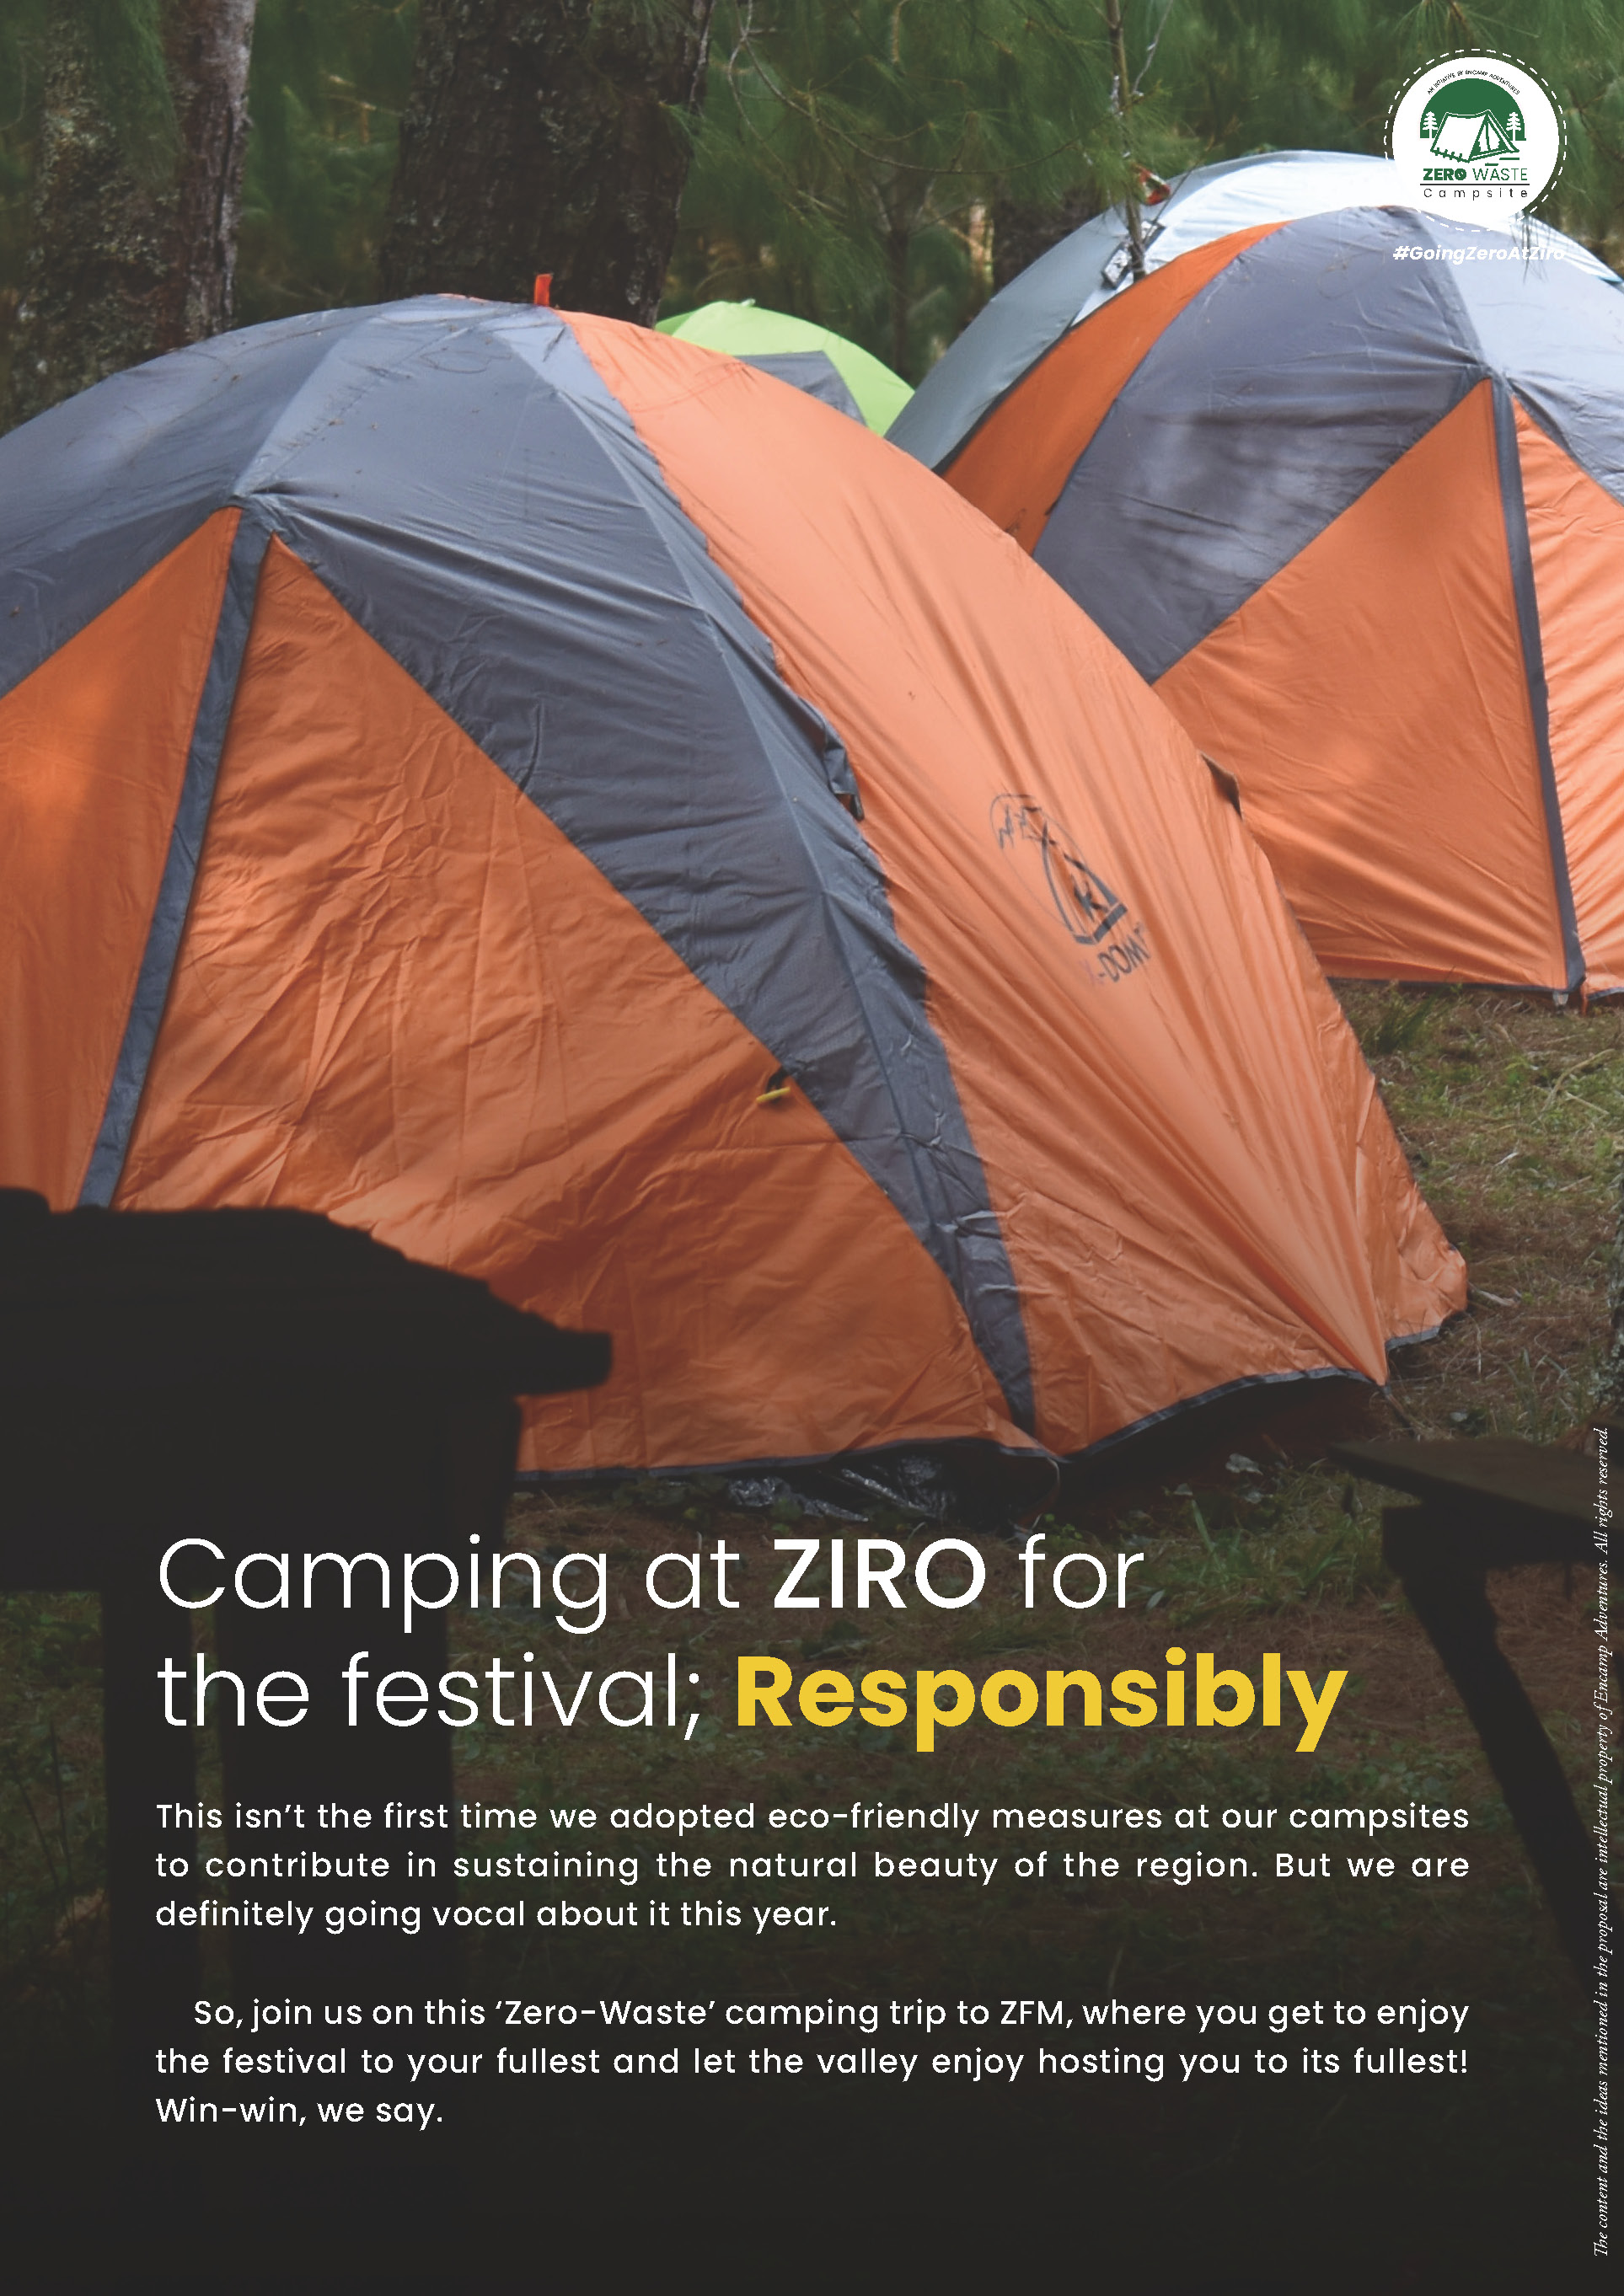 AN INITIATIVE BY ENCAMP ADVENTURES
ZERO WASTE
Campsite
#GoingZeroAtZiro
-DOM
Camping at ZIRO for
the festival; Responsibly
This isn’t the first time we adopted eco-friendly measures at our campsites
to contribute in sustaining the natural beauty of the region. But we are
definitely going vocal about it this year.
So, join us on this ‘Zero-Waste’ camping trip to ZFM, where you get to enjoy
the festival to your fullest and let the valley enjoy hosting you to its fullest!
Win-win, we say.
The content and the ideas mentioned in the proposal are intellectual property of Encamp Adventures. All rights reserved.